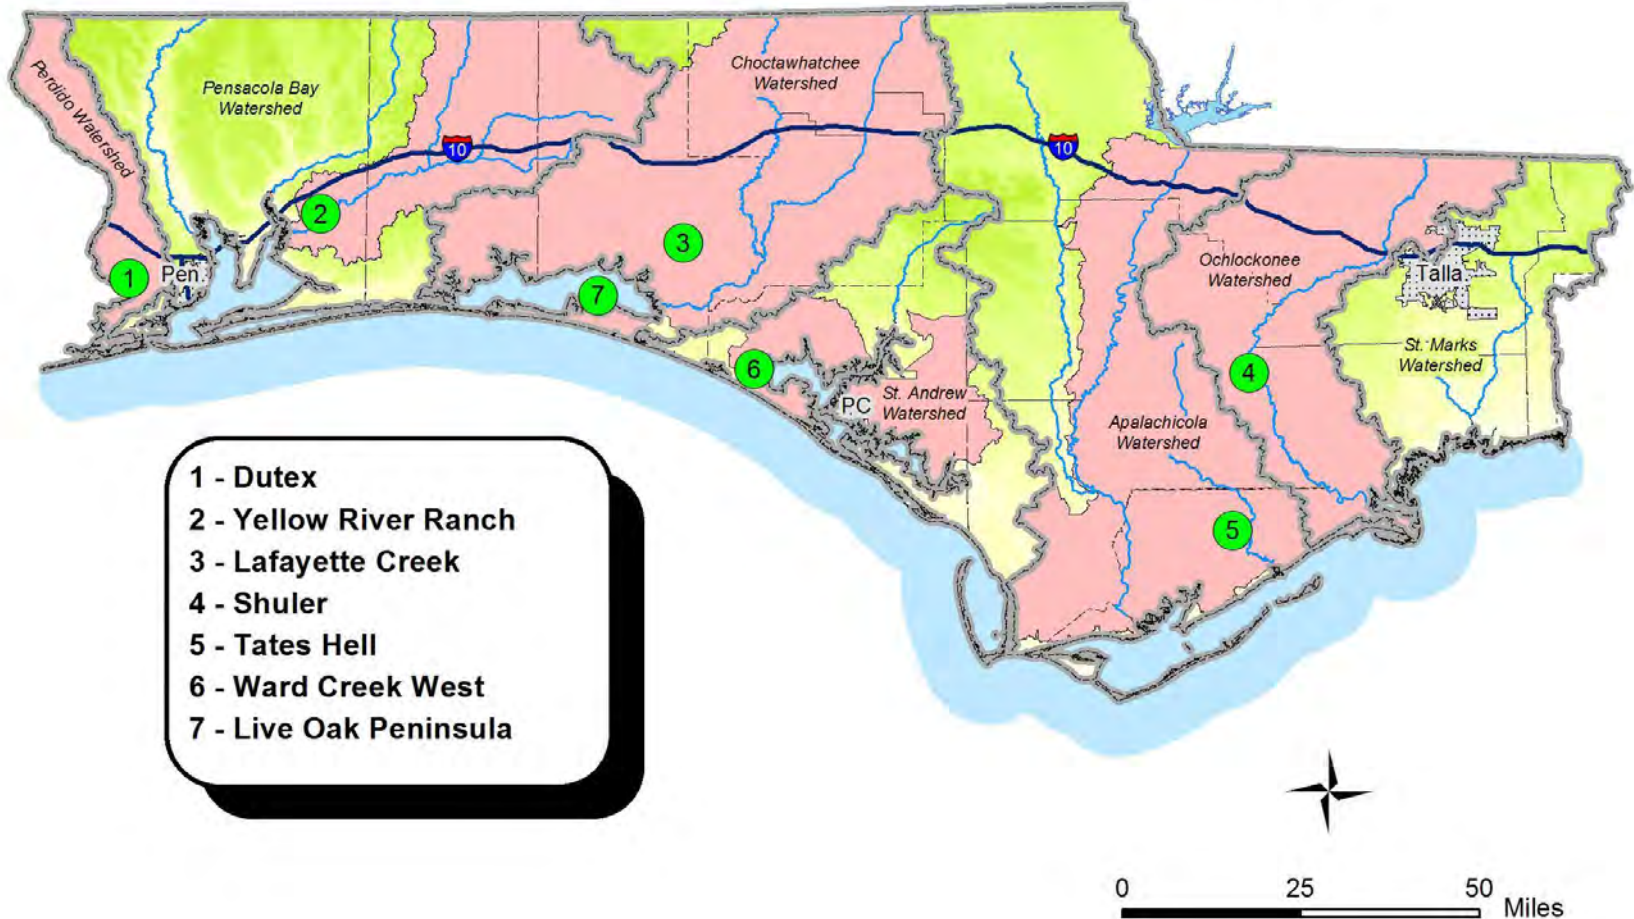 Perdido Watershed
Pensacola Bay
Watershed
Choctawhatchee
Watershed
10
10
2
3
1
Pen
7
Ochlockonee
Watershed
Talla
6
4
St. Marks
Watershed
PC
St. Andrew
Watershed
Apalachicola
Watershed
5
1 - Dutex
2 - Yellow River Ranch
3 - Lafayette Creek
4 - Shuler
5 - Tates Hell
6 - Ward Creek West
7 - Live Oak Peninsula
0 25 50
Miles